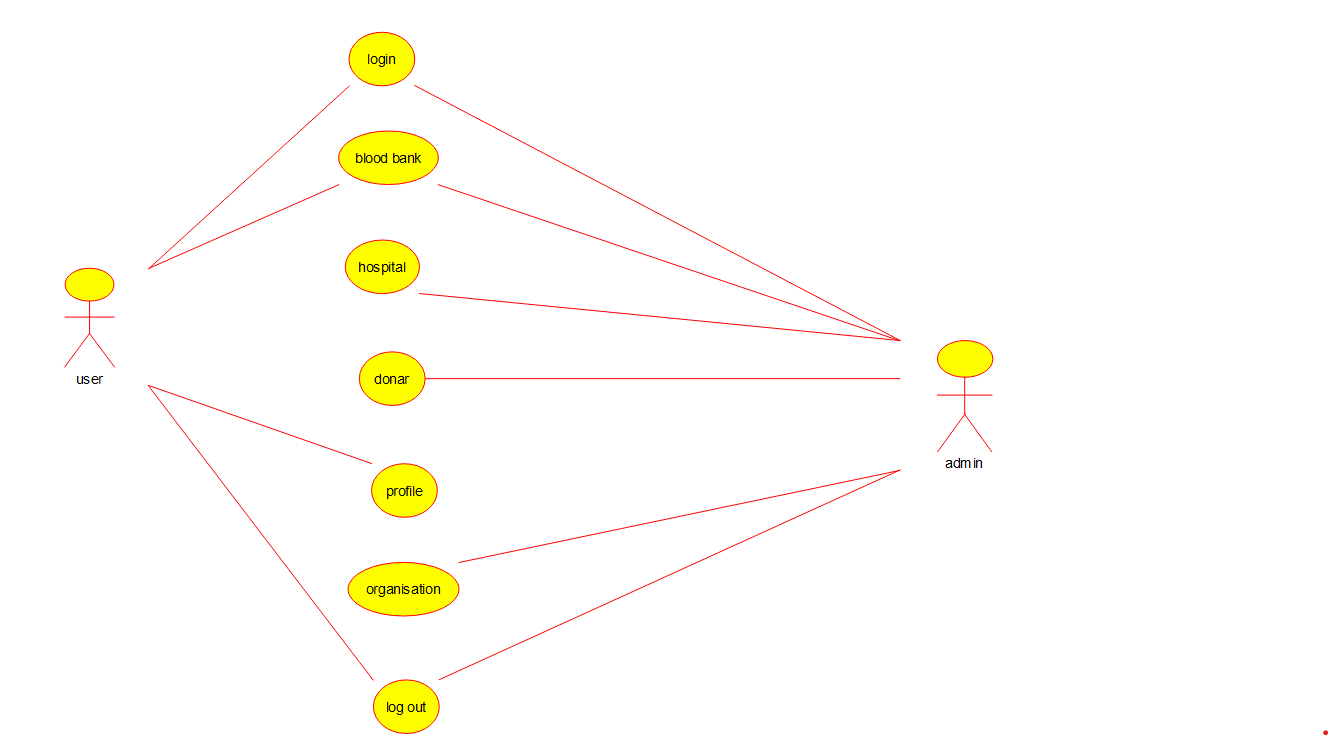 login
blood bank
hospital
donar
user
profile
admin
organisation
log out